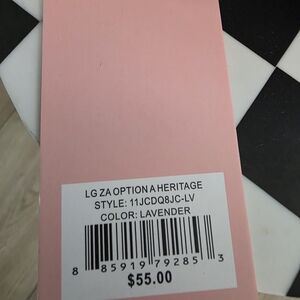 LG ZA OPTION A HERITAGE
STYLE: 11JCDQ8JC-LV
COLOR: LAVENDER
8 85919 79285 3
$55.00